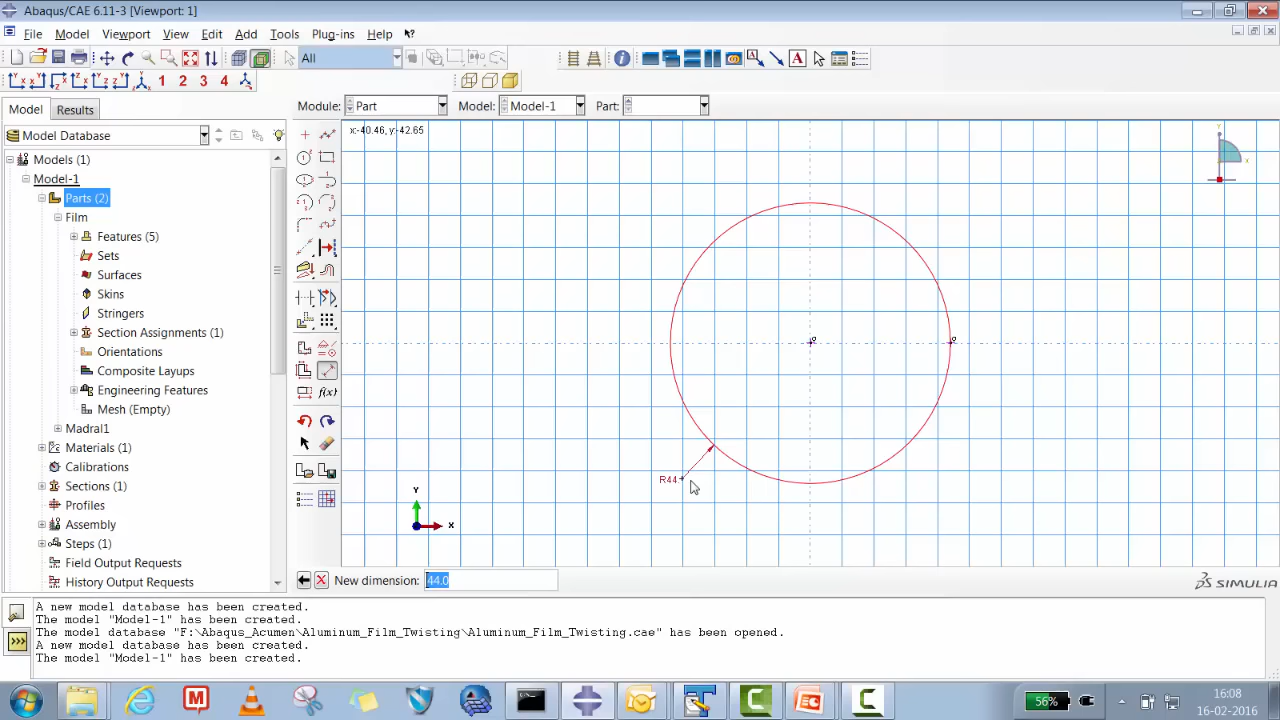 Abaqus/CAE 6.11-3 [Viewport: 1]
File Model Viewport View Edit Add Tools Plug-ins Help
All
1 2 3 4
Model Results
Module: Part Model: Model-1 Part:
Model Database
x:-40.46, y:-42.65
Models (1)
Model-1
Parts (2)
Film
Features (5)
Sets
Surfaces
Skins
Stringers
Section Assignments (1)
Orientations
Composite Layups
Engineering Features
Mesh (Empty)
Madral1
Materials (1)
Calibrations
Sections (1)
Profiles
Assembly
Steps (1)
Field Output Requests
History Output Requests
f(x)
R44
Y
X
New dimension: 44.0
SIMULIA
A new model database has been created.
The model "Model-1" has been created.
The model database "F:\Abaqus_Acumen\Aluminum_Film_Twisting\Aluminum_Film_Twisting.cae" has been opened.
A new model database has been created.
The model "Model-1" has been created.
56%
16:08
16-02-2016